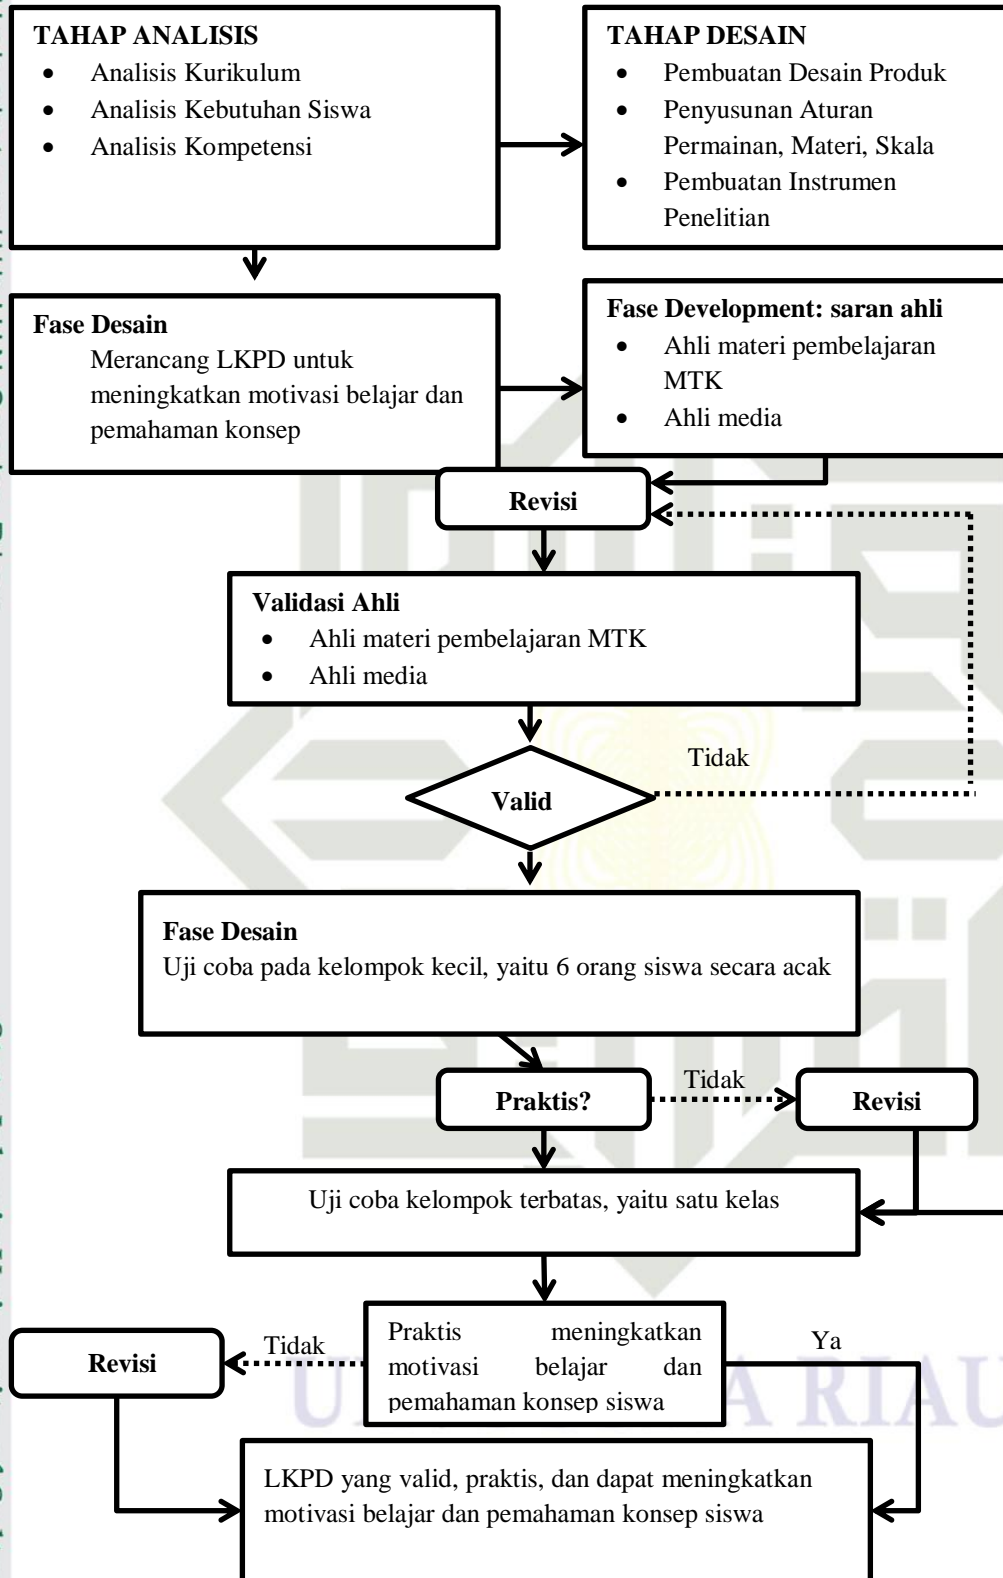 TAHAP ANALISIS
• Analisis Kurikulum
• Analisis Kebutuhan Siswa
• Analisis Kompetensi
TAHAP DESAIN
• Pembuatan Desain Produk
• Penyusunan Aturan
Permainan, Materi, Skala
• Pembuatan Instrumen
Penelitian
Fase Desain
Merancang LKPD untuk
meningkatkan motivasi belajar dan
pemahaman konsep
Fase Development: saran ahli
• Ahli materi pembelajaran
MTK
• Ahli media
Revisi
Validasi Ahli
• Ahli materi pembelajaran MTK
• Ahli media
Tidak
Valid
Fase Desain
Uji coba pada kelompok kecil, yaitu 6 orang siswa secara acak
Praktis?
Tidak
Revisi
Uji coba kelompok terbatas, yaitu satu kelas
Revisi
Tidak
Praktis meningkatkan
motivasi belajar dan
pemahaman konsep siswa
Ya
RIAU
LKPD yang valid, praktis, dan dapat meningkatkan
motivasi belajar dan pemahaman konsep siswa